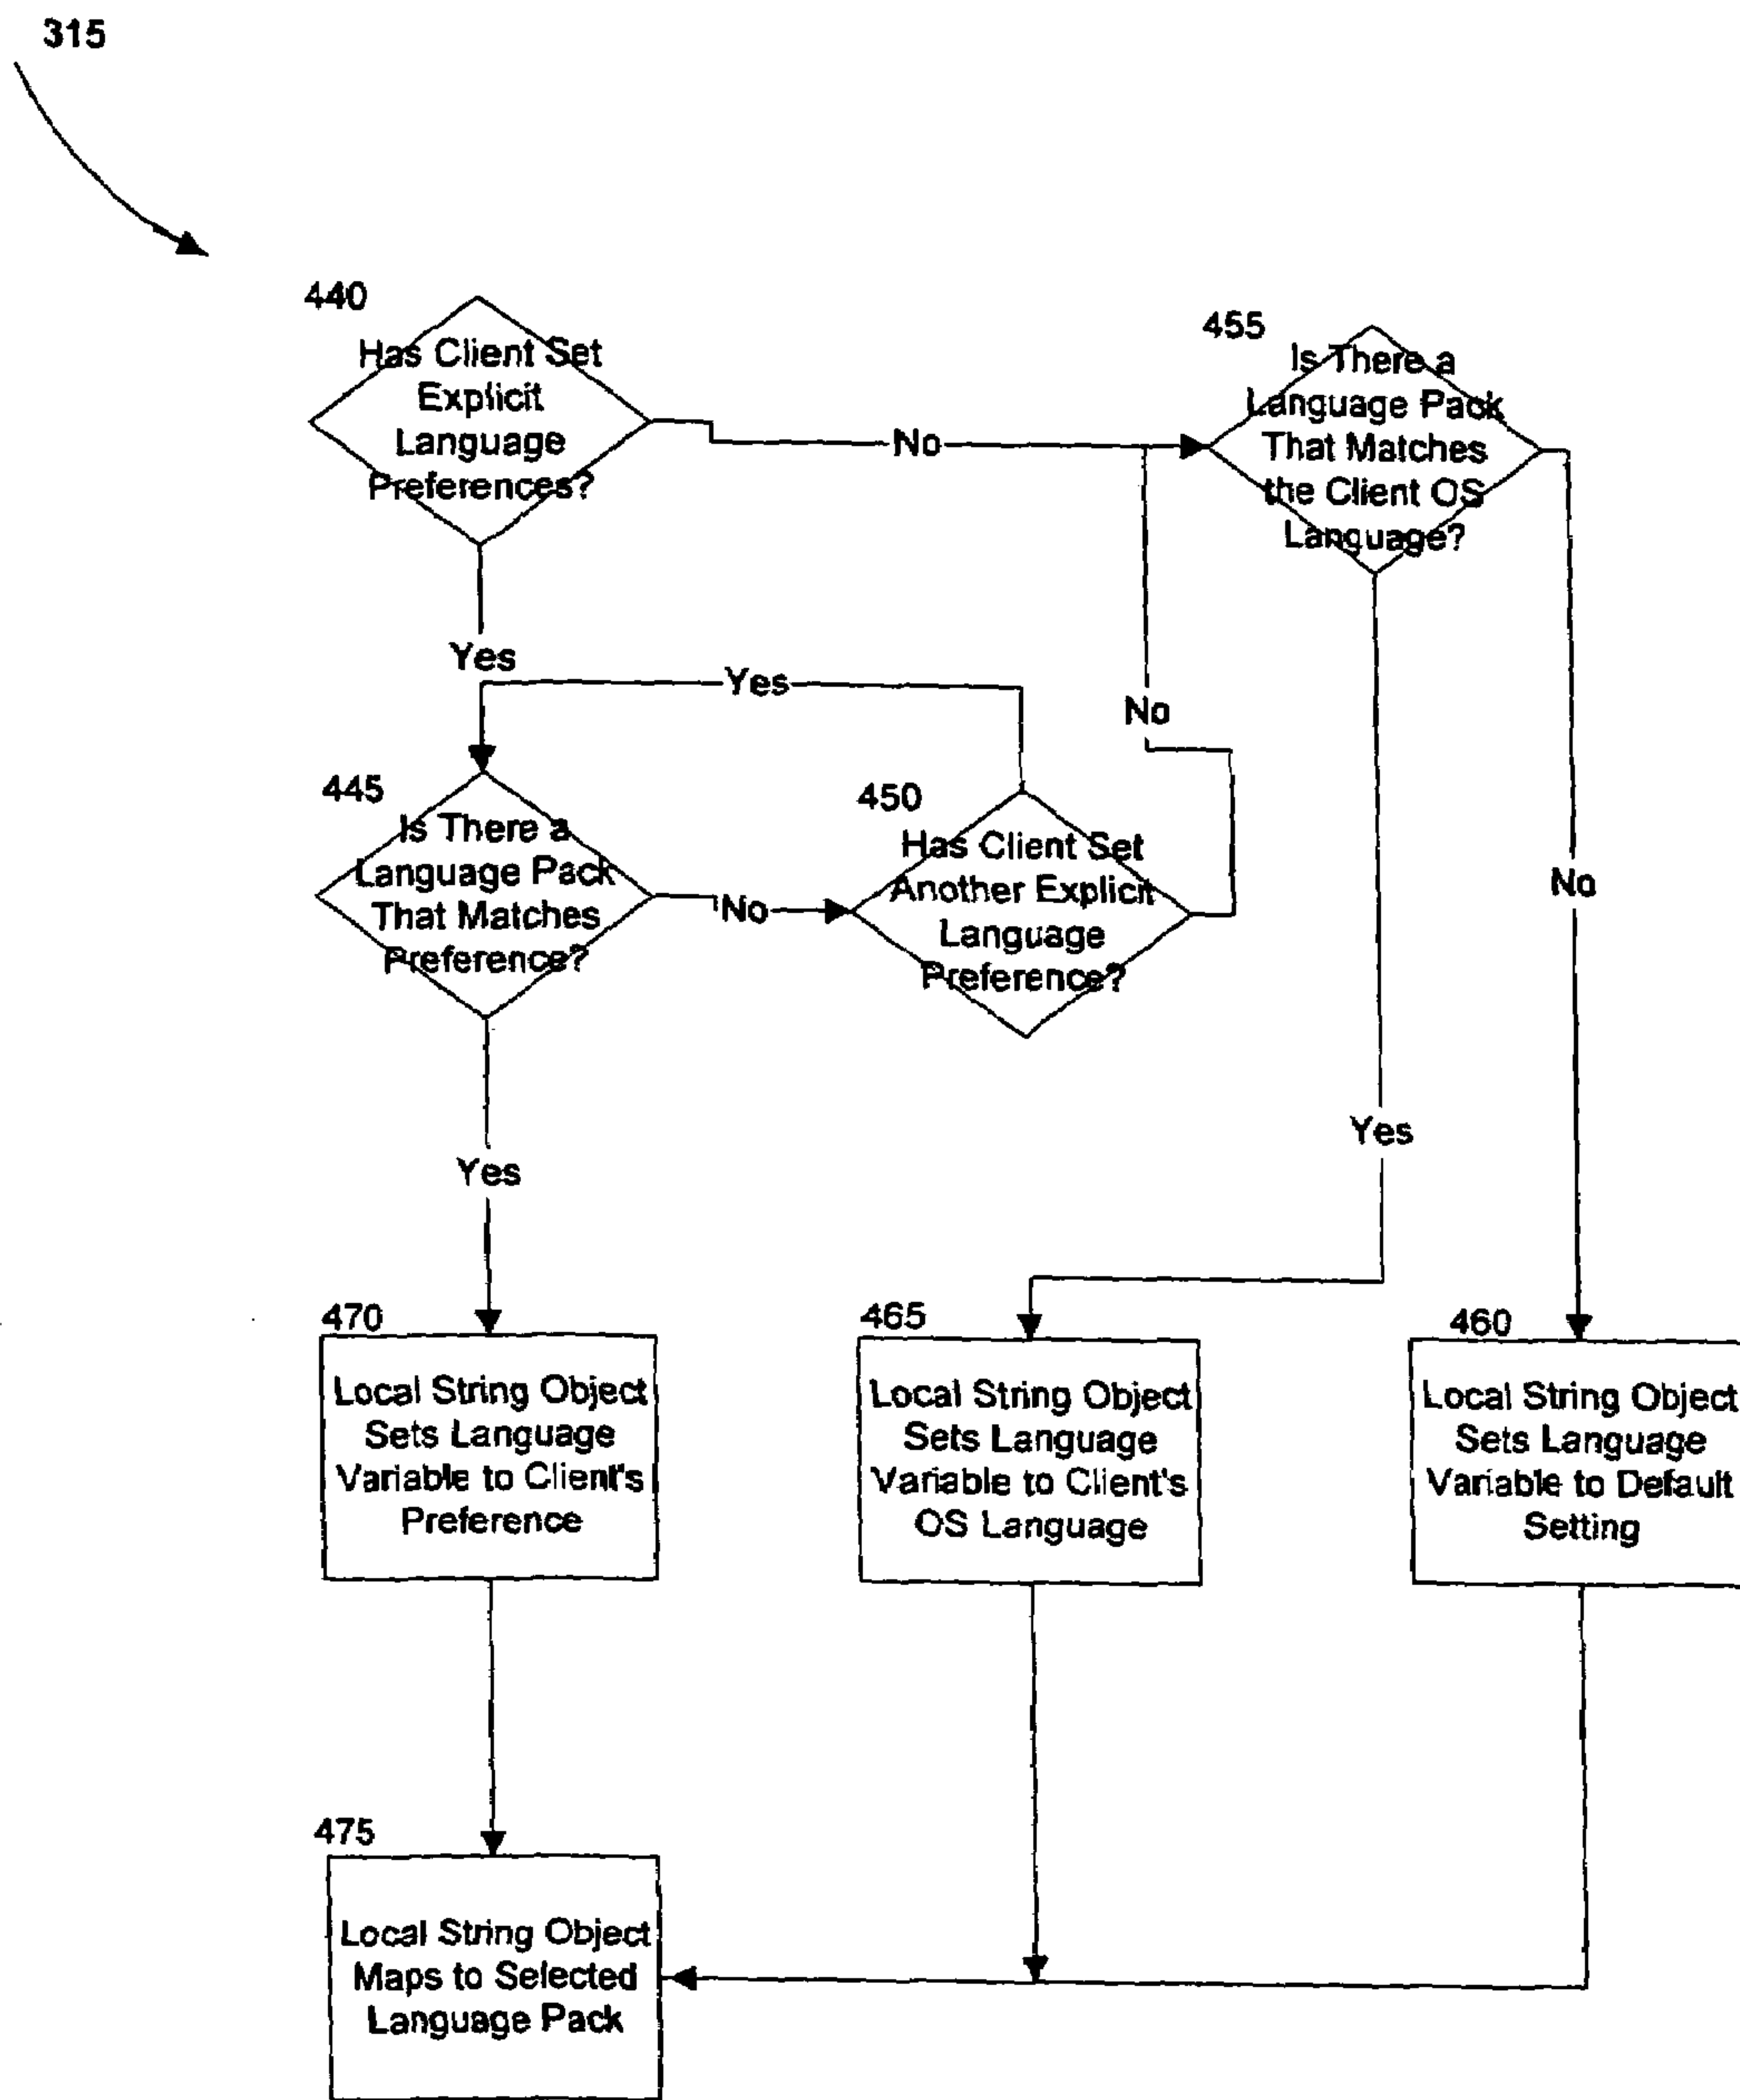 315
440
Has Client Set
Explicit
Language
Preferences?
No
455
Is There a
Language Pack
That Matches
the Client OS
Language?
Yes
Yes
No
445
Is There a
Language Pack
That Matches
Preference?
No
450
Has Client Set
Another Explicit
Language
Preference?
No
Yes
Yes
470
Local String Object
Sets Language
Variable to Client's
Preference
465
Local String Object
Sets Language
Variable to Client's
OS Language
460
Local String Object
Sets Language
Variable to Default
Setting
475
Local String Object
Maps to Selected
Language Pack